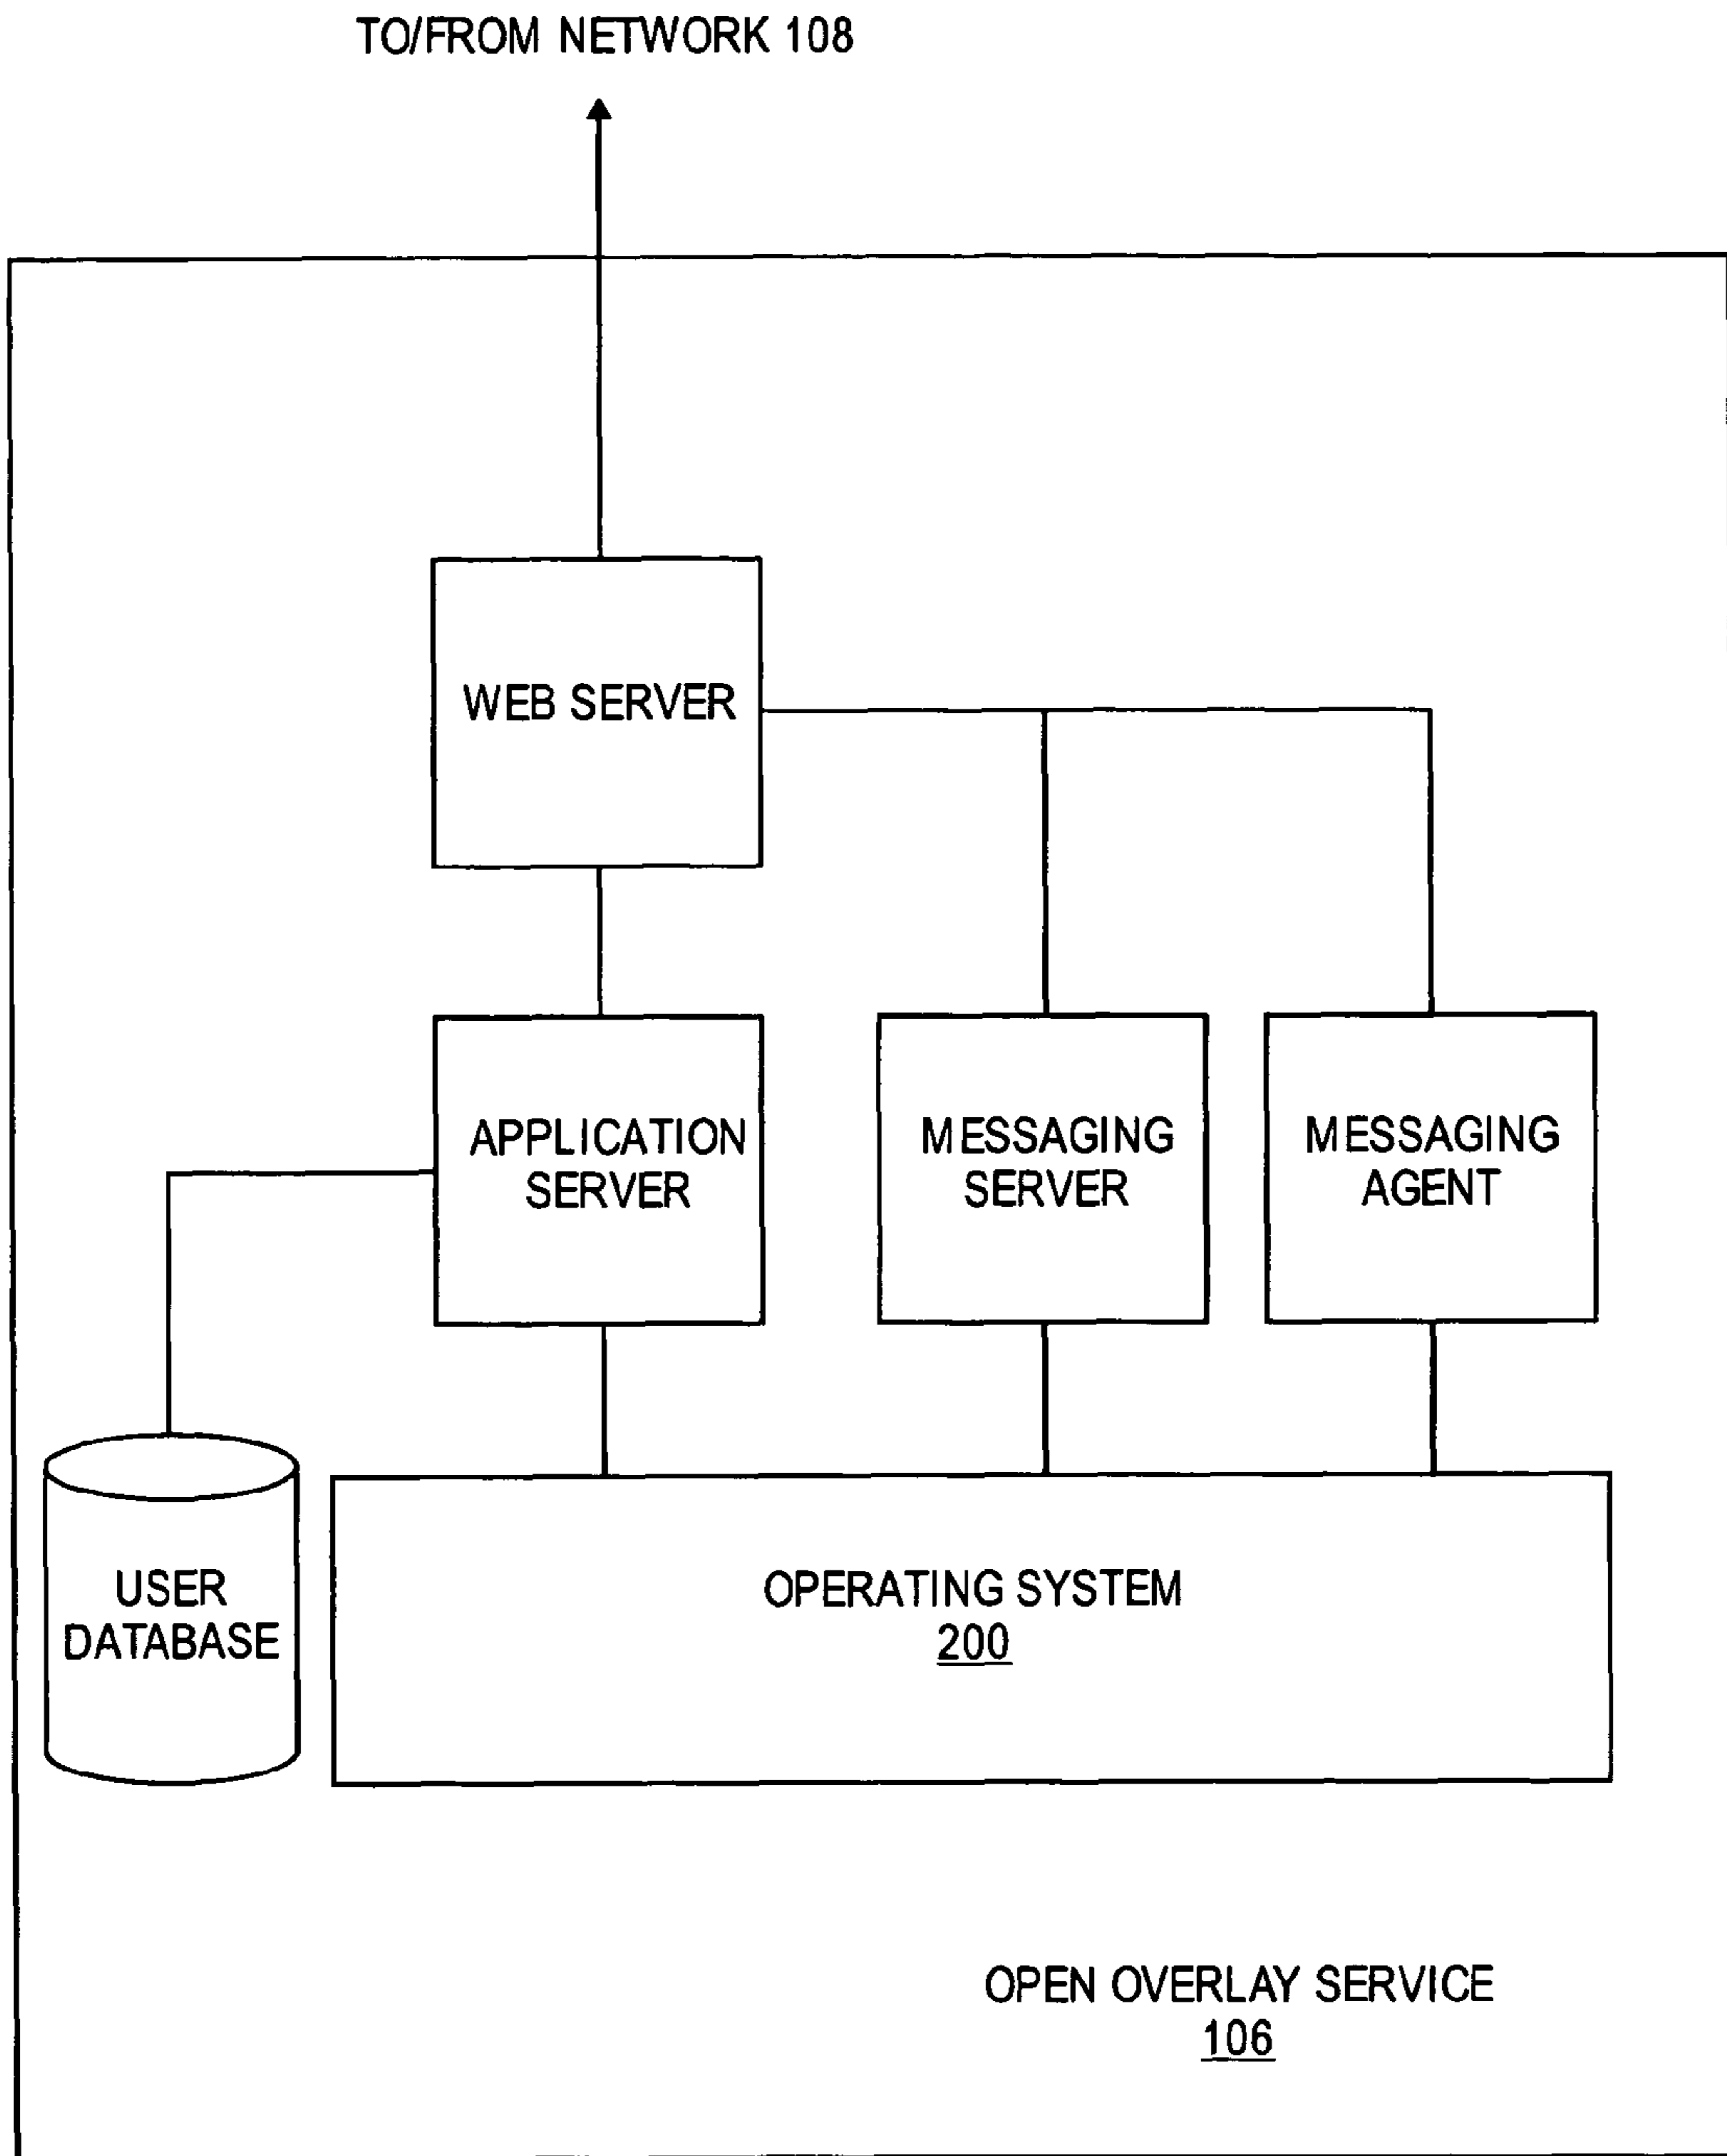 TO/FROM NETWORK 108
WEB SERVER
APPLICATION
SERVER
MESSAGING
SERVER
MESSAGING
AGENT
USER
DATABASE
OPERATING SYSTEM
200
OPEN OVERLAY SERVICE
106